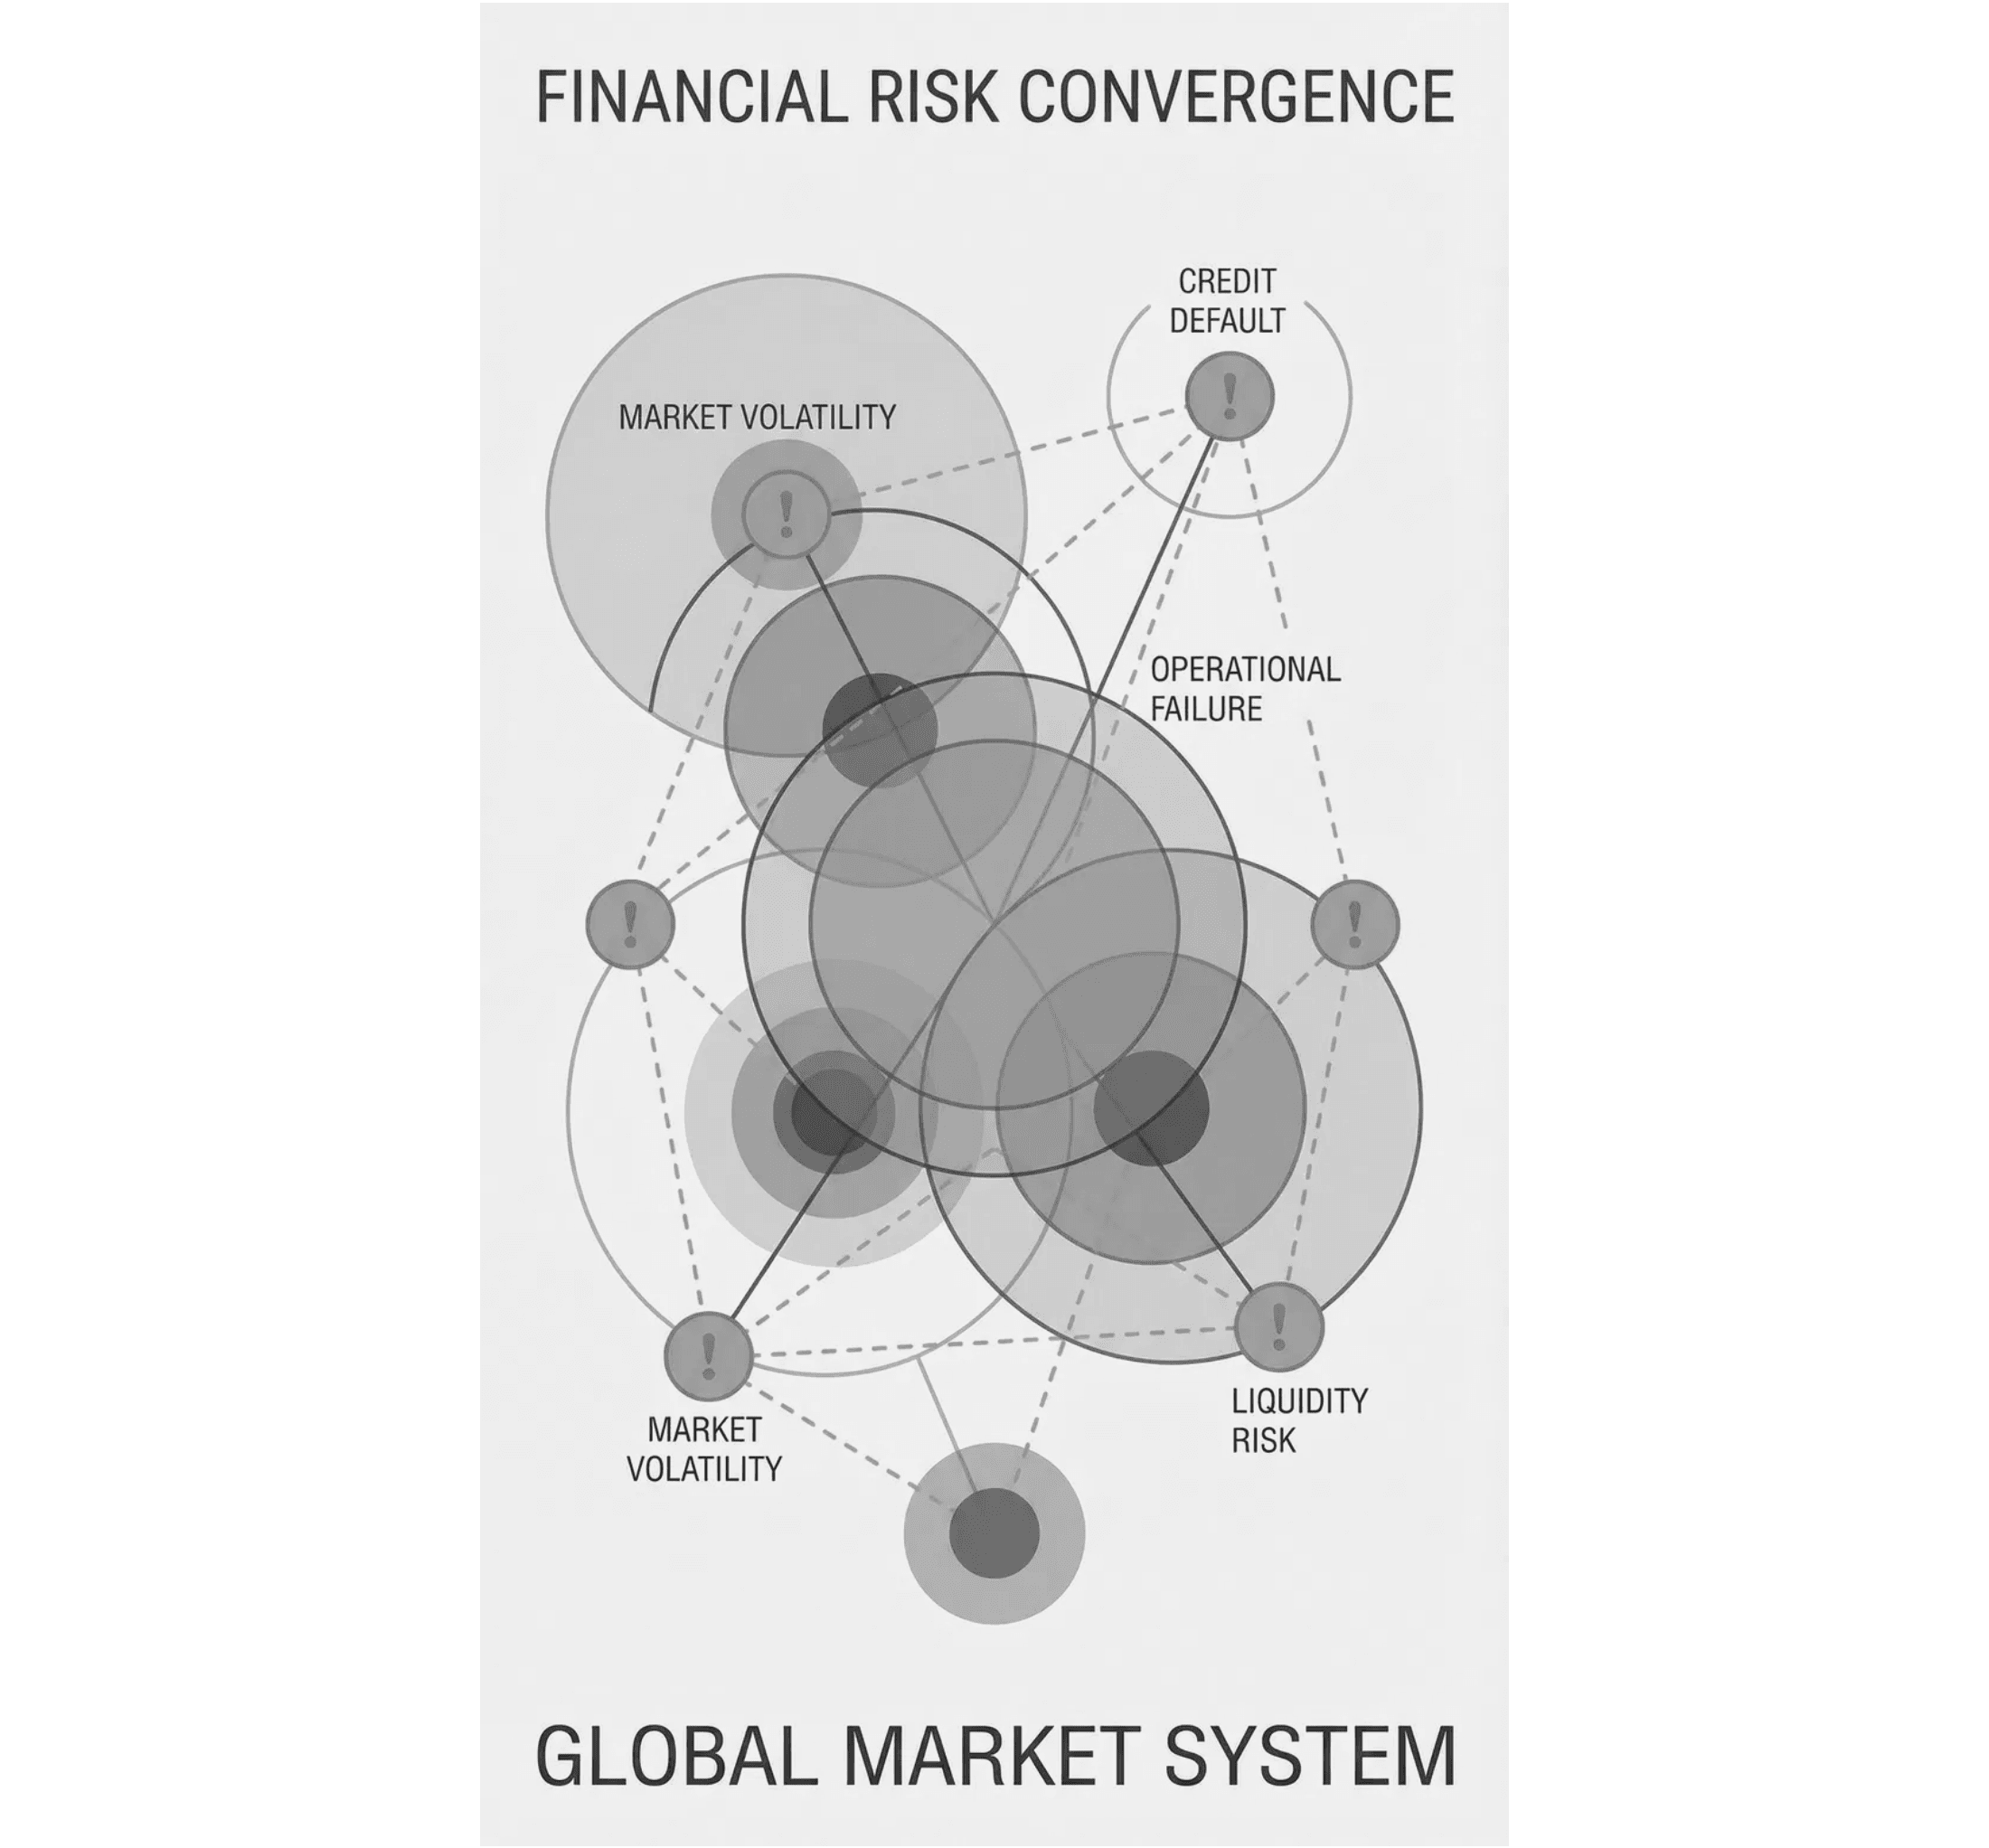 FINANCIAL RISK CONVERGENCE
CREDIT
DEFAULT
MARKET VOLATILITY
OPERATIONAL
FAILURE
LIQUIDITY
RISK
MARKET
VOLATILITY
GLOBAL MARKET SYSTEM